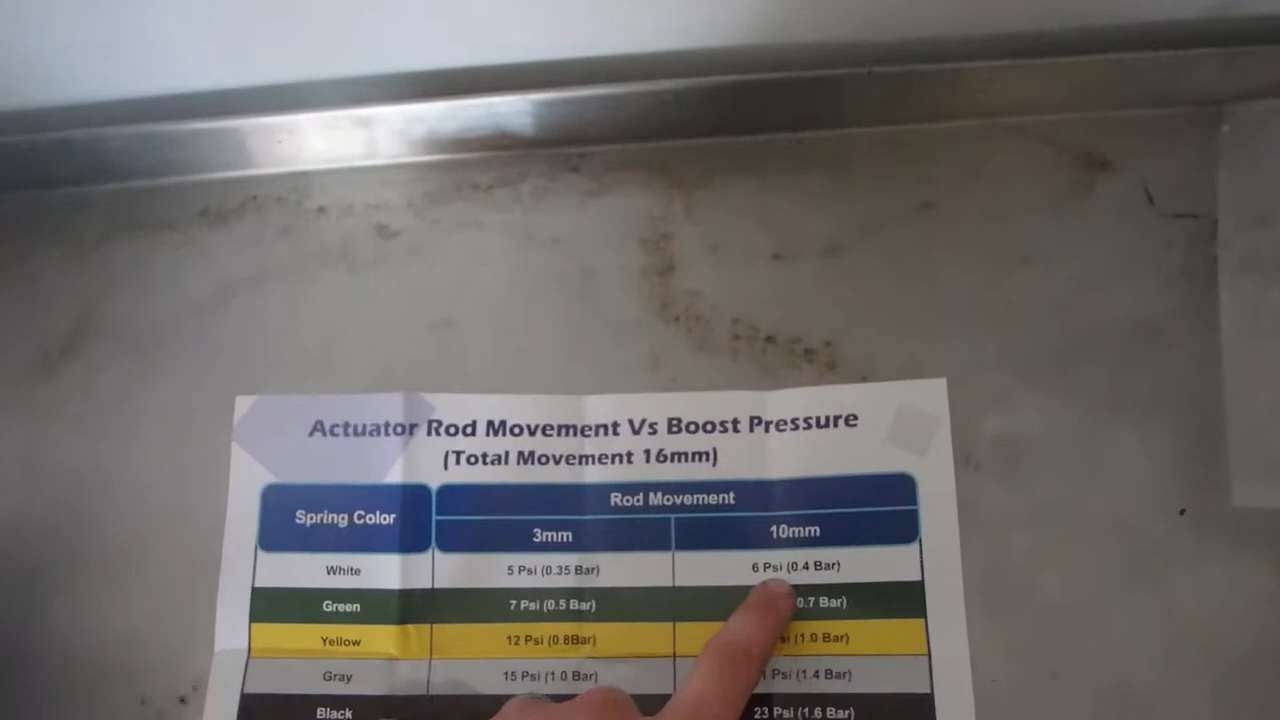 Actuator Rod Movement Vs Boost Pressure
(Total Movement 16mm)
Spring Color
Rod Movement
3mm 10mm
White 5 Psi (0.35 Bar) 6 Psi (0.4 Bar)
Green 7 Psi (0.5 Bar) 0.7 Bar)
Yellow 12 Psi (0.8Bar) (1.0 Bar)
Gray 15 Psi (1.0 Bar) Psi (1.4 Bar)
Black 23 Psi (1.6 Bar)